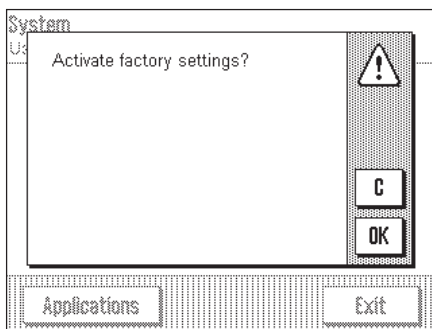 System
Activate factory settings?
C
OK
Applications
Exit